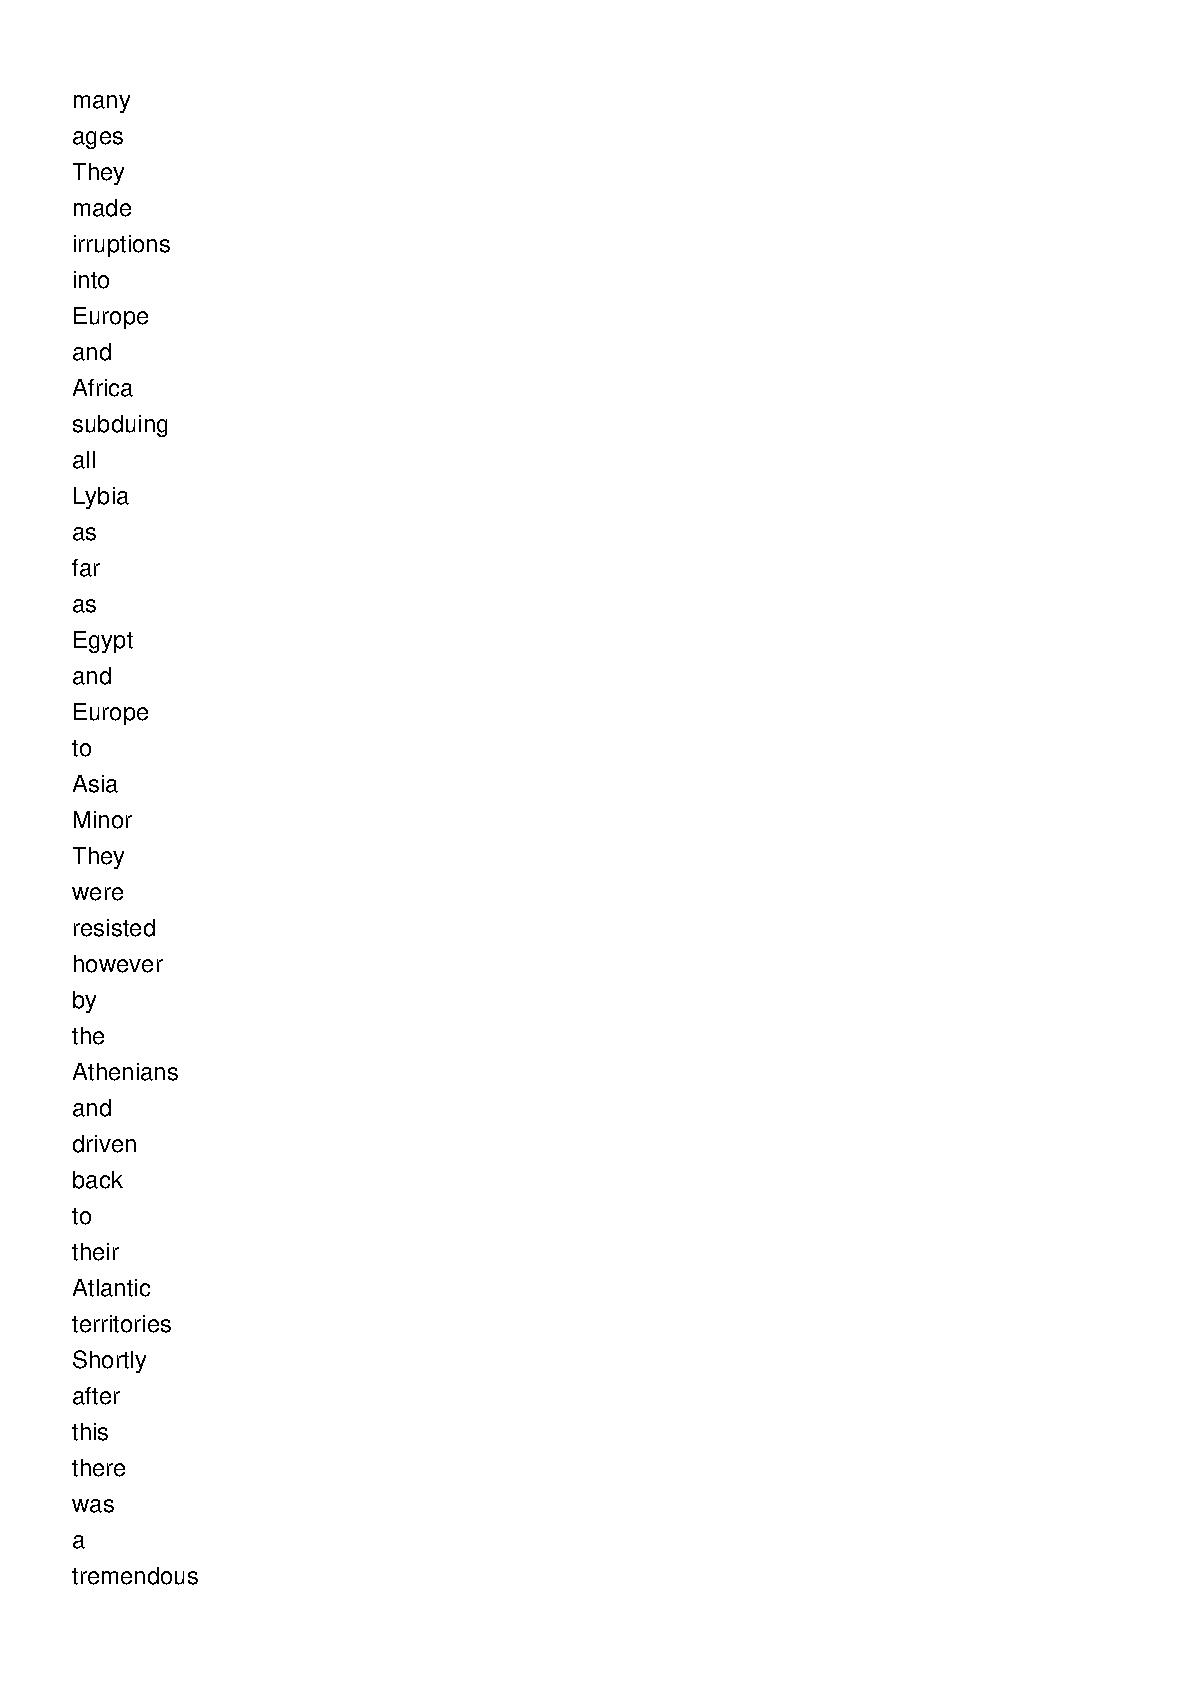 many
ages
They
made
irruptions
into
Europe
and
Africa
subduing
all
Lybia
as
far
as
Egypt
and
Europe
to
Asia
Minor
They
were
resisted
however
by
the
Athenians
and
driven
back
to
their
Atlantic
territories
Shortly
after
this
there
was
a
tremendous